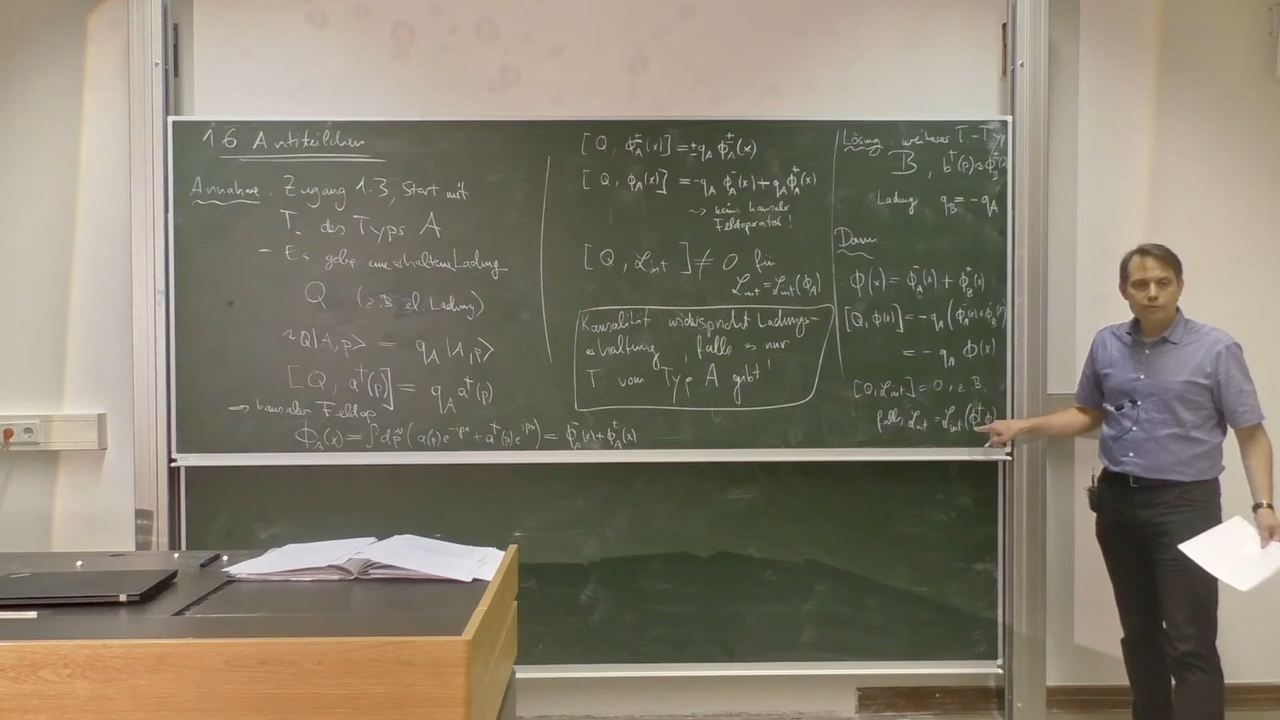 1.6 Antiteilchen
Annahme: Zugang 1.3, Start mit
T. des Typs A
- Es gebe eine erhaltene Ladung
Q (z.B. el. Ladung)
Q|A,p> = q_A |A,p>
[Q, a†(p)] = q_A a†(p)
→ kausaler Feldop
ϕ_A(x) = ∫dp̃ (a(p)e^{-ipx} + a†(p)e^{ipx}) = ϕ_A^-(x) + ϕ_A^+(x)
[Q, ϕ_A^±(x)] = ±q_A ϕ_A^±(x)
[Q, ϕ_A(x)] = -q_A ϕ_A^-(x) + q_A ϕ_A^+(x)
⇝ kein kausaler
Feldoperator!
[Q, ℒ_int] ≠ 0 für
ℒ_int = ℒ_int(ϕ_A)
Kausalität widerspricht Ladungs-
erhaltung, falls es nur
T. vom Typ A gibt!
Lösung: weiterer T.-Typ
B, b†(p), ϕ_B^±(x)
Ladung q_B = -q_A
Dann:
ϕ(x) = ϕ_A^-(x) + ϕ_B^+(x)
[Q, ϕ(x)] = -q_A (ϕ_A^-(x) + ϕ_B^+(x))
= -q_A ϕ(x)
[Q, ℒ_int] = 0, z.B.
falls ℒ_int = ℒ_int(ϕ†ϕ)